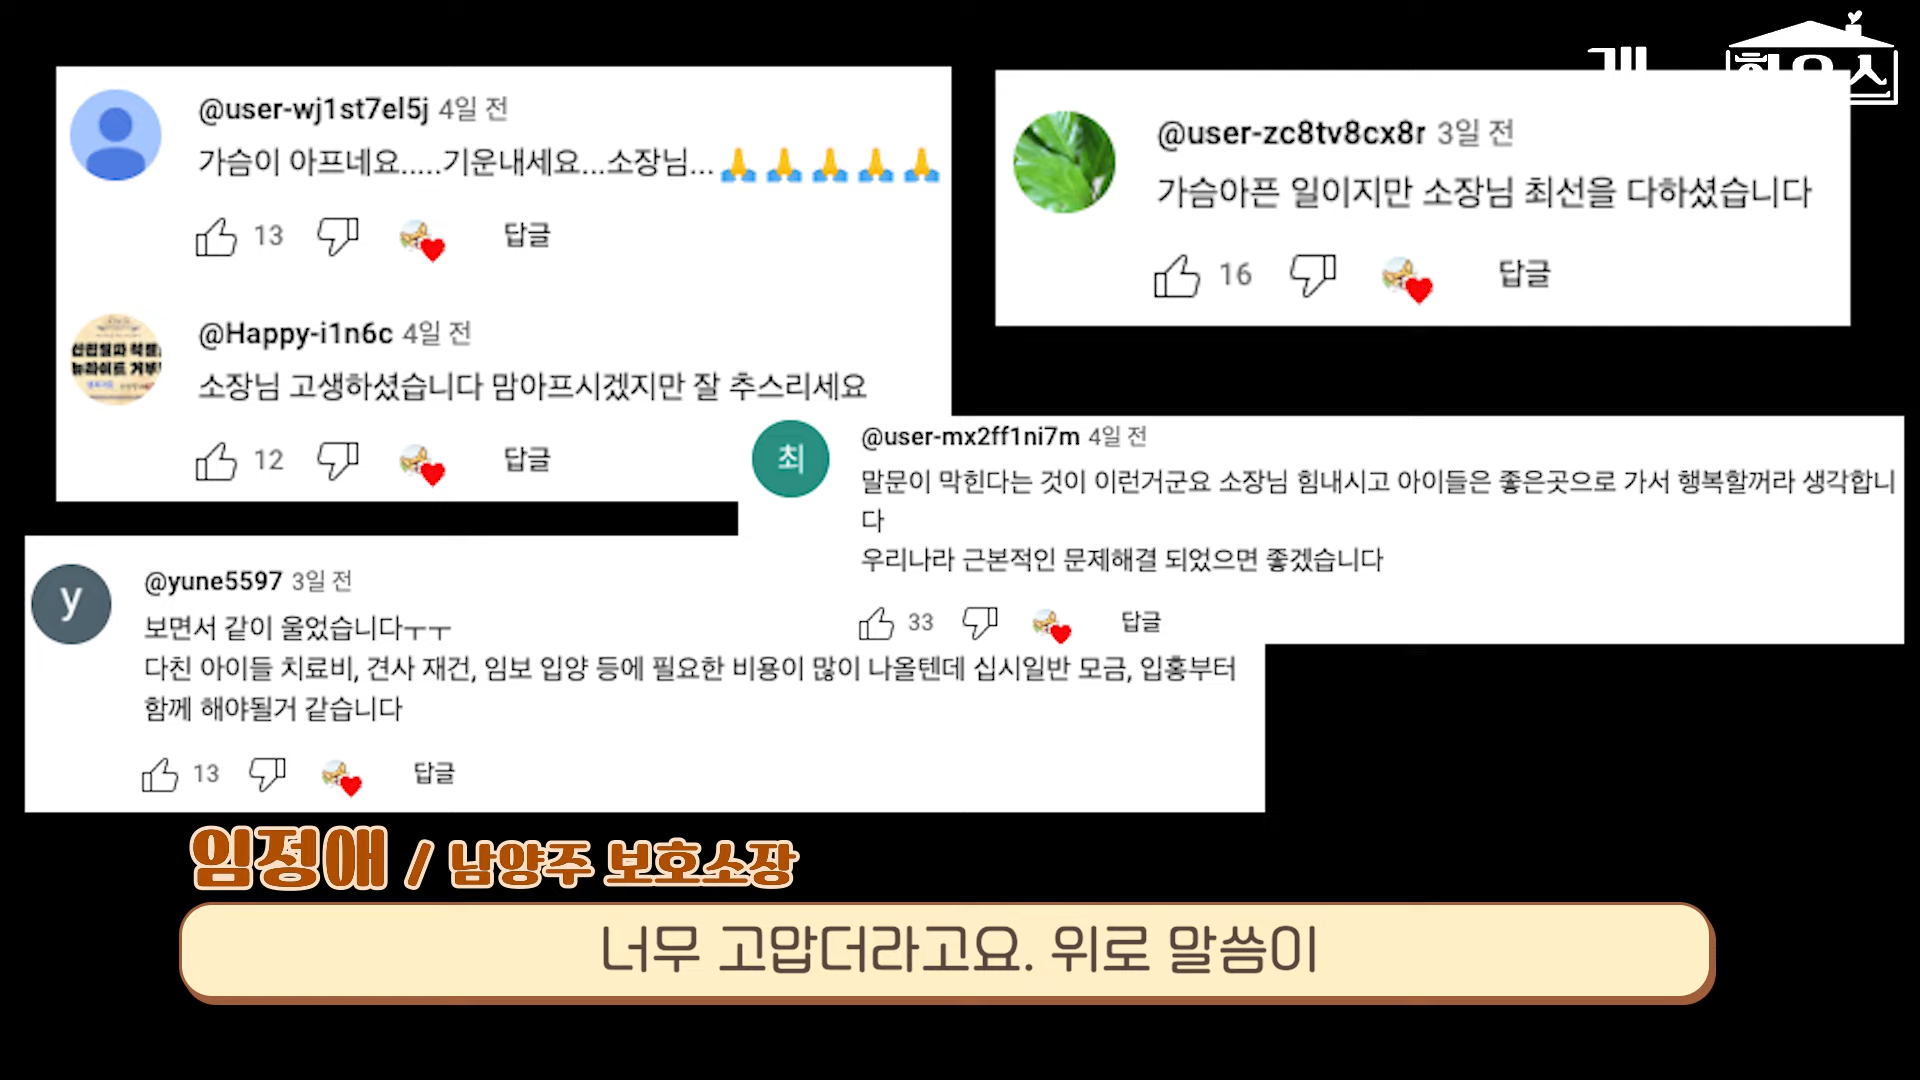 @user-wj1st7el5j 4일 전
가슴이 아프네요.....기운내세요...소장님...🙏🙏🙏🙏🙏
13 답글
@Happy-i1n6c 4일 전
소장님 고생하셨습니다 맘아프시겠지만 잘 추스리세요
12 답글
@user-zc8tv8cx8r 3일 전
가슴아픈 일이지만 소장님 최선을 다하셨습니다
16 답글
최
@user-mx2ff1ni7m 4일 전
말문이 막힌다는 것이 이런거군요 소장님 힘내시고 아이들은 좋은곳으로 가서 행복할꺼라 생각합니
다
우리나라 근본적인 문제해결 되었으면 좋겠습니다
33 답글
y
@yune5597 3일 전
보면서 같이 울었습니다ㅜㅜ
다친 아이들 치료비, 견사 재건, 임보 입양 등에 필요한 비용이 많이 나올텐데 십시일반 모금, 입홍부터
함께 해야될거 같습니다
13 답글
임정애 / 남양주 보호소장
너무 고맙더라고요. 위로 말씀이